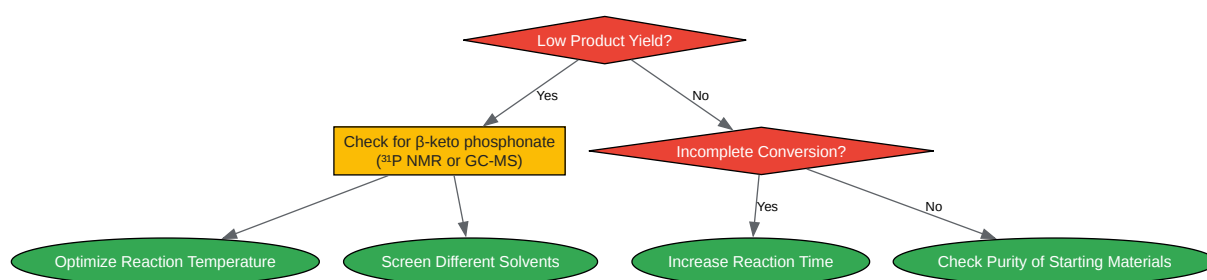 Low Product Yield?
Yes
No
Check for β-keto phosphonate
(³¹P NMR or GC-MS)
Incomplete Conversion?
Yes
No
Optimize Reaction Temperature
Screen Different Solvents
Increase Reaction Time
Check Purity of Starting Materials